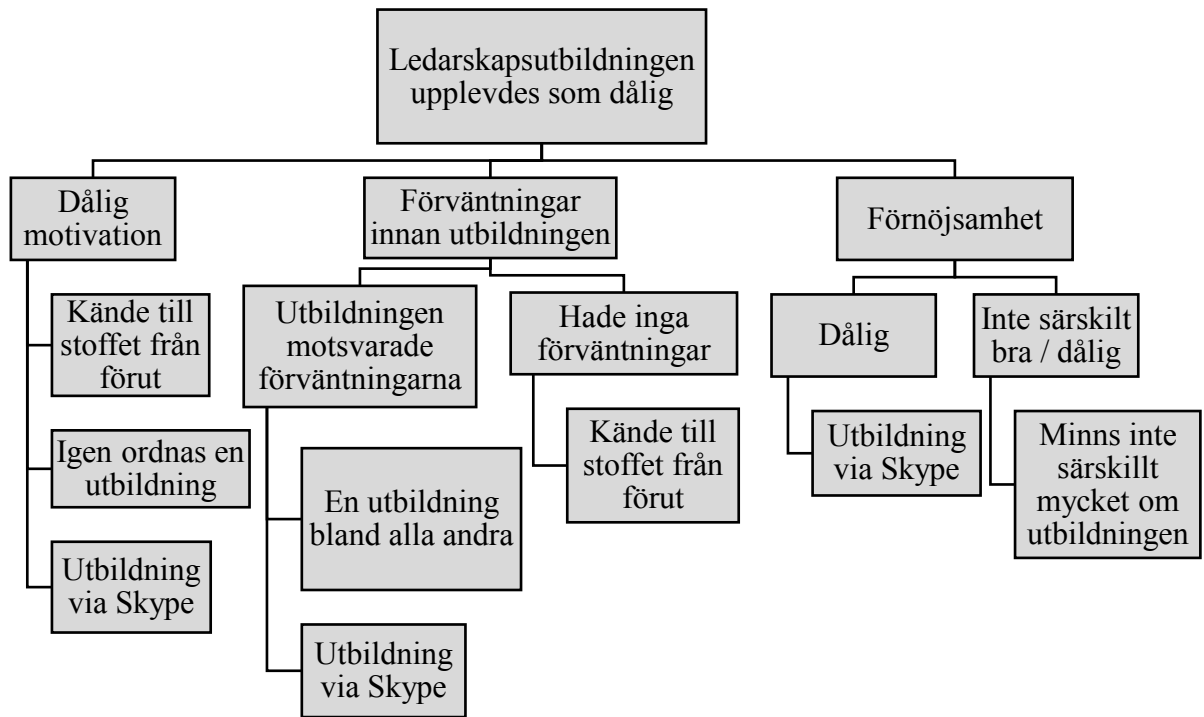 Ledarskapsutbildningen
upplevdes som dålig
Dålig
motivation
Kände till
stoffet från
förut
Igen ordnas en
utbildning
Utbildning
via Skype
Förväntningar
innan utbildningen
Utbildningen
motsvarade
förväntningarna
En utbildning
bland alla andra
Utbildning
via Skype
Hade inga
förväntningar
Kände till
stoffet från
förut
Förnöjsamhet
Dålig
Utbildning
via Skype
Inte särskilt
bra / dålig
Minns inte
särskillt
mycket om
utbildningen